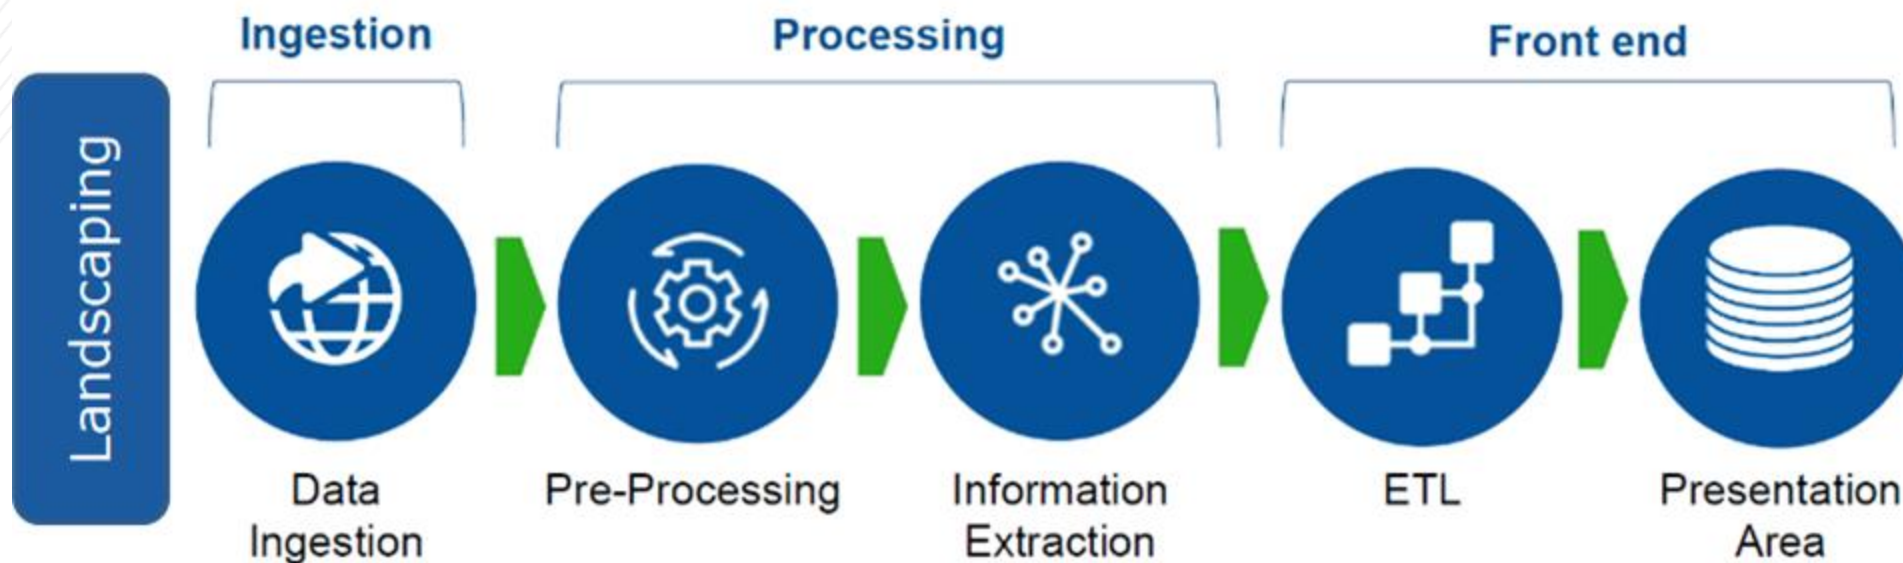 Ingestion
Processing
Front end
Landscaping
Data
Ingestion
Pre-Processing
Information
Extraction
ETL
Presentation
Area